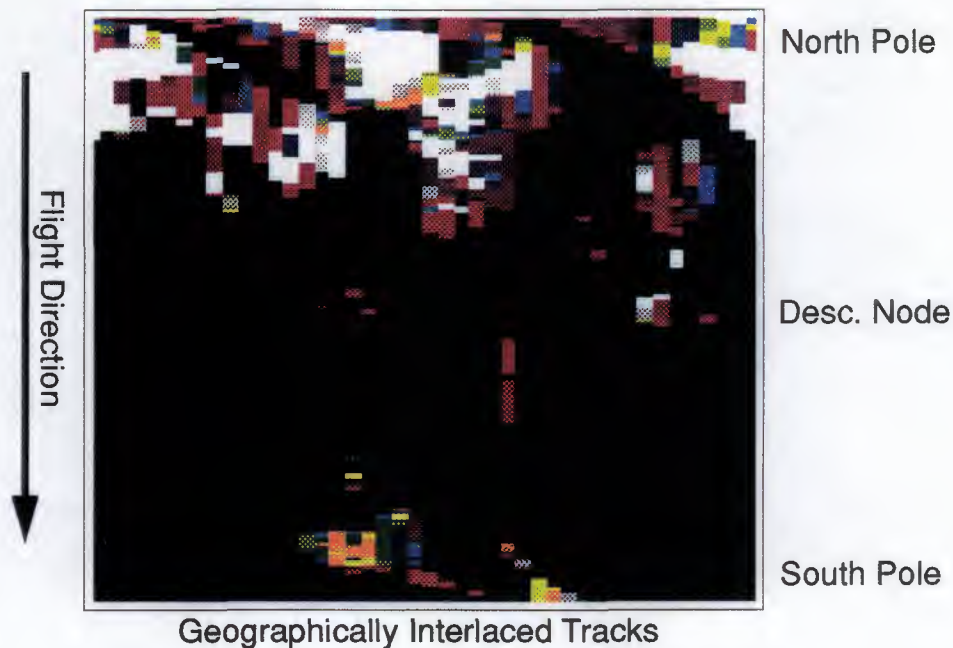 North Pole
Flight Direction
Desc. Node
South Pole
Geographically Interlaced Tracks